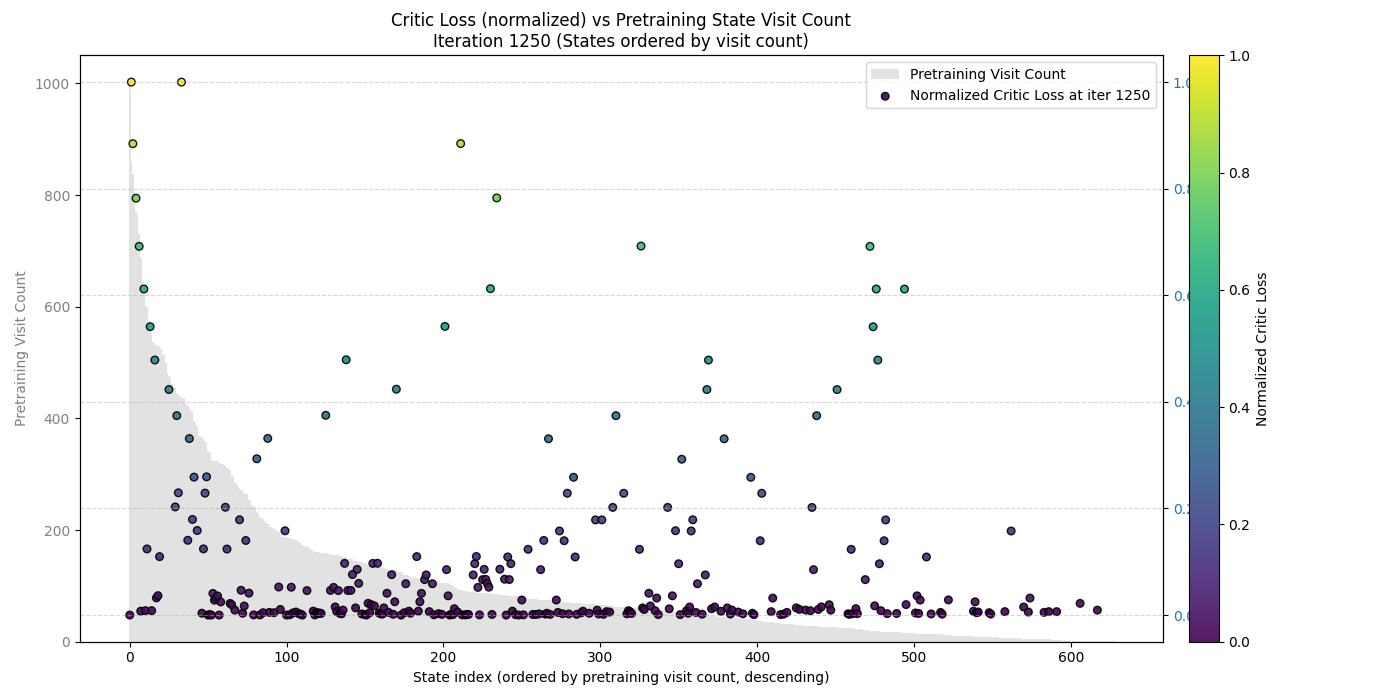 Critic Loss (normalized) vs Pretraining State Visit Count
Iteration 1250 (States ordered by visit count)
Pretraining Visit Count
Normalized Critic Loss at iter 1250
1000
800
600
400
200
0
Pretraining Visit Count
0
100
200
300
400
500
600
State index (ordered by pretraining visit count, descending)
1.0
0.8
0.6
0.4
0.2
0.0
Normalized Critic Loss